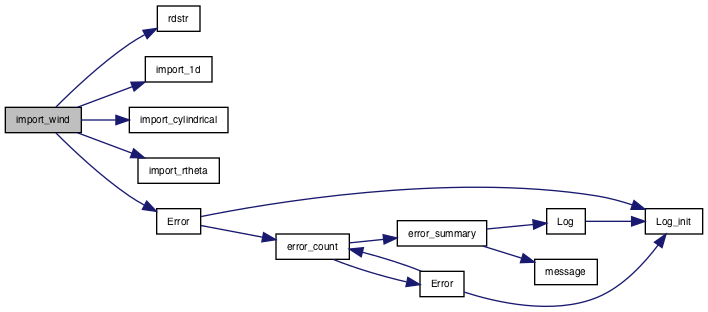 rdstr
import_1d
import_wind
import_cylindrical
import_rtheta
Error
Log_init
error_count
error_summary
Log
message
Error